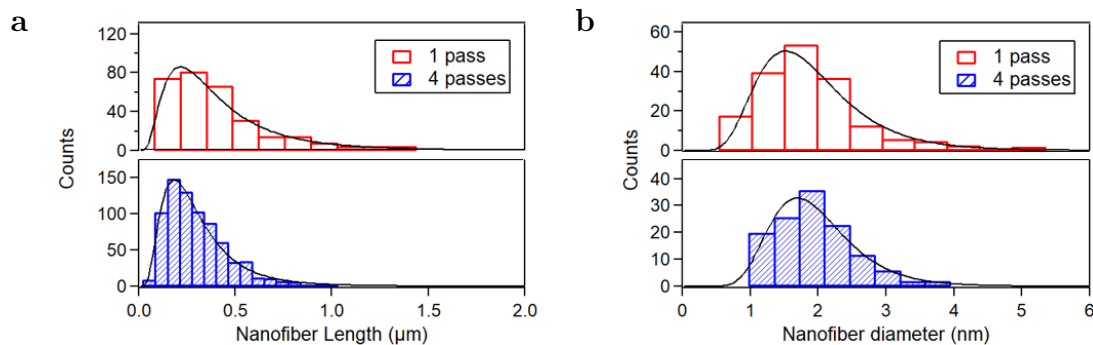 a
120
80
40
0
1 pass
4 passes
150
100
50
0
Counts
0.0 0.5 1.0 1.5 2.0
Nanofiber Length (µm)
b
60
40
20
0
1 pass
4 passes
40
30
20
10
0
Counts
0 1 2 3 4 5 6
Nanofiber diameter (nm)